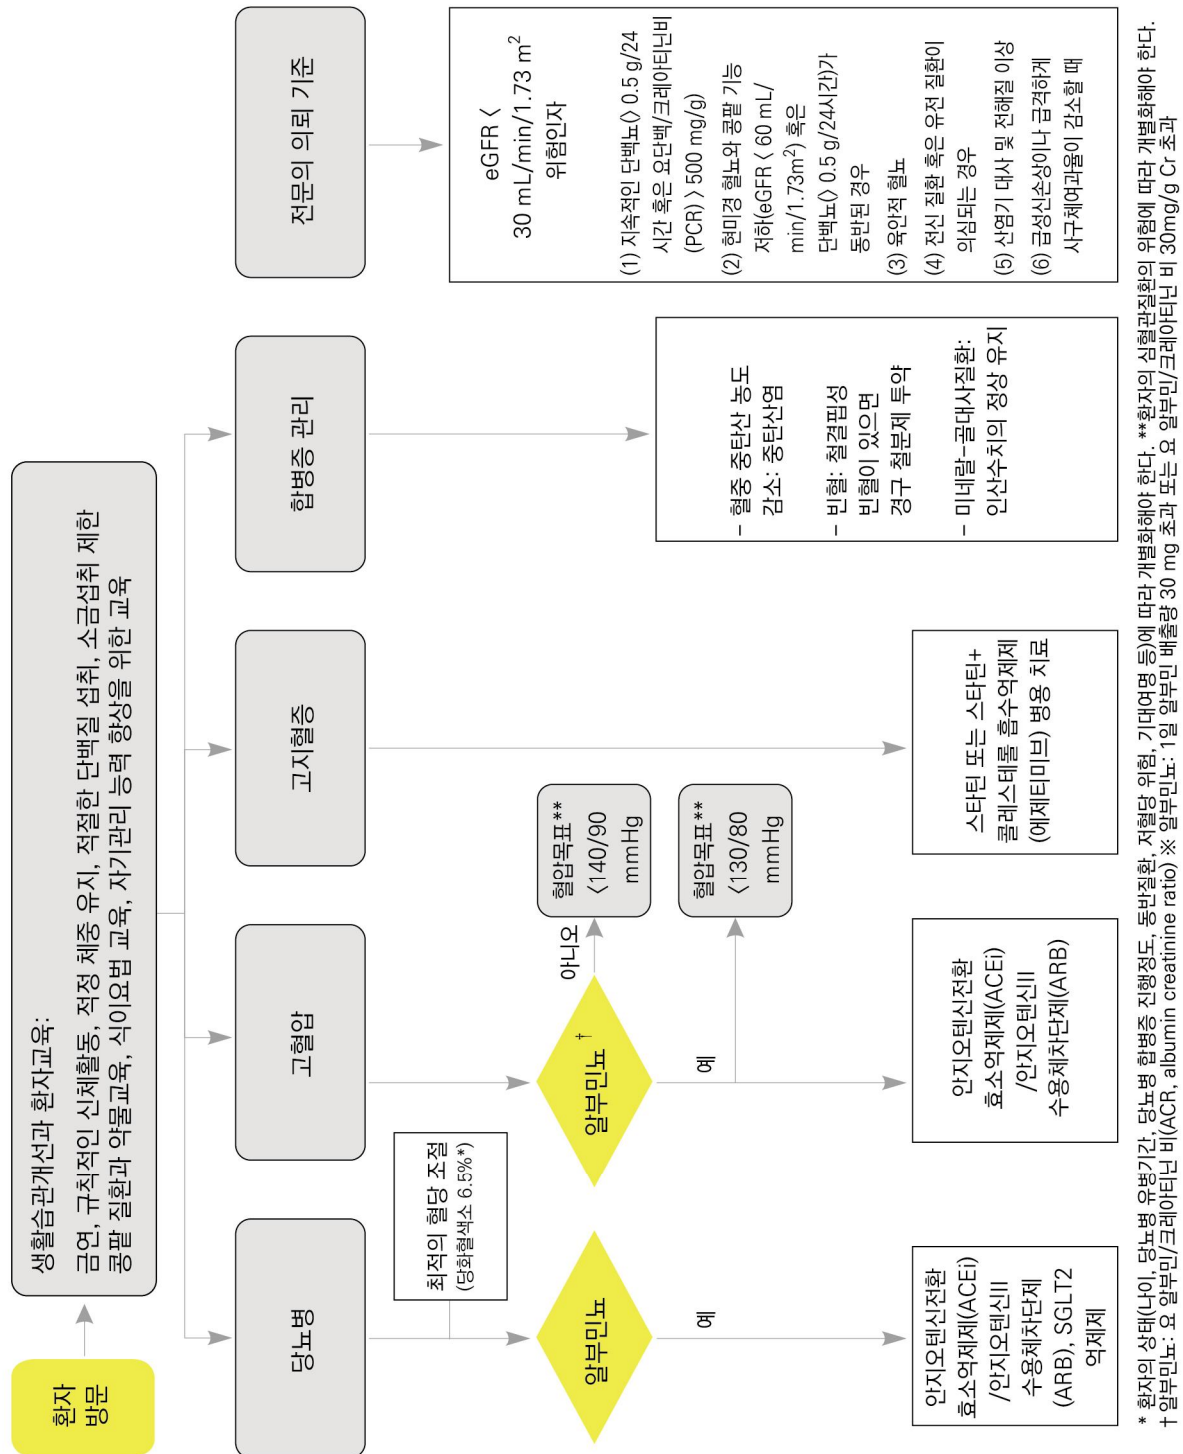 환자
방문
생활습관개선과 환자교육:
금연, 규칙적인 신체활동, 적정 체중 유지, 적절한 단백질 섭취, 소금섭취 제한
콩팥 질환과 약물교육, 식이요법 교육, 자기관리 능력 향상을 위한 교육
당뇨병
고혈압
고지혈증
합병증 관리
전문의 의뢰 기준
최적의 혈당 조절
(당화혈색소 6.5%*)
알부민뇨
예
안지오텐신전환
효소억제제(ACEi)
/안지오텐신II
수용체차단제
(ARB), SGLT2
억제제
알부민뇨 †
아니오
혈압목표**
<140/90
mmHg
예
혈압목표**
<130/80
mmHg
안지오텐신전환
효소억제제(ACEi)
/안지오텐신II
수용체차단제(ARB)
스타틴 또는 스타틴+
콜레스테롤 흡수억제제
(에제티미브) 병용 치료
- 혈중 중탄산 농도
감소: 중탄산염
- 빈혈: 철결핍성
빈혈이 있으면
경구 철분제 투약
- 미네랄-골대사질환:
인산수치의 정상 유지
eGFR <
30 mL/min/1.73 m²
위험인자
(1) 지속적인 단백뇨(> 0.5 g/24
시간 혹은 요단백/크레아티닌비
(PCR) > 500 mg/g)
(2) 현미경 혈뇨와 콩팥 기능
저하(eGFR < 60 mL/
min/1.73m²) 혹은
단백뇨(> 0.5 g/24시간)가
동반된 경우
(3) 육안적 혈뇨
(4) 전신 질환 혹은 유전 질환이
의심되는 경우
(5) 산염기 대사 및 전해질 이상
(6) 급성신손상이나 급격하게
사구체여과율이 감소할 때
* 환자의 상태(나이, 당뇨병 유병기간, 당뇨병 합병증 진행정도, 동반질환, 저혈당 위험, 기대여명 등)에 따라 개별화해야 한다. **환자의 심혈관질환의 위험에 따라 개별화해야 한다.
† 알부민뇨: 요 알부민/크레아티닌 비(ACR, albumin creatinine ratio) ※ 알부민뇨: 1일 알부민 배출량 30 mg 초과 또는 요 알부민/크레아티닌 비 30mg/g Cr 초과